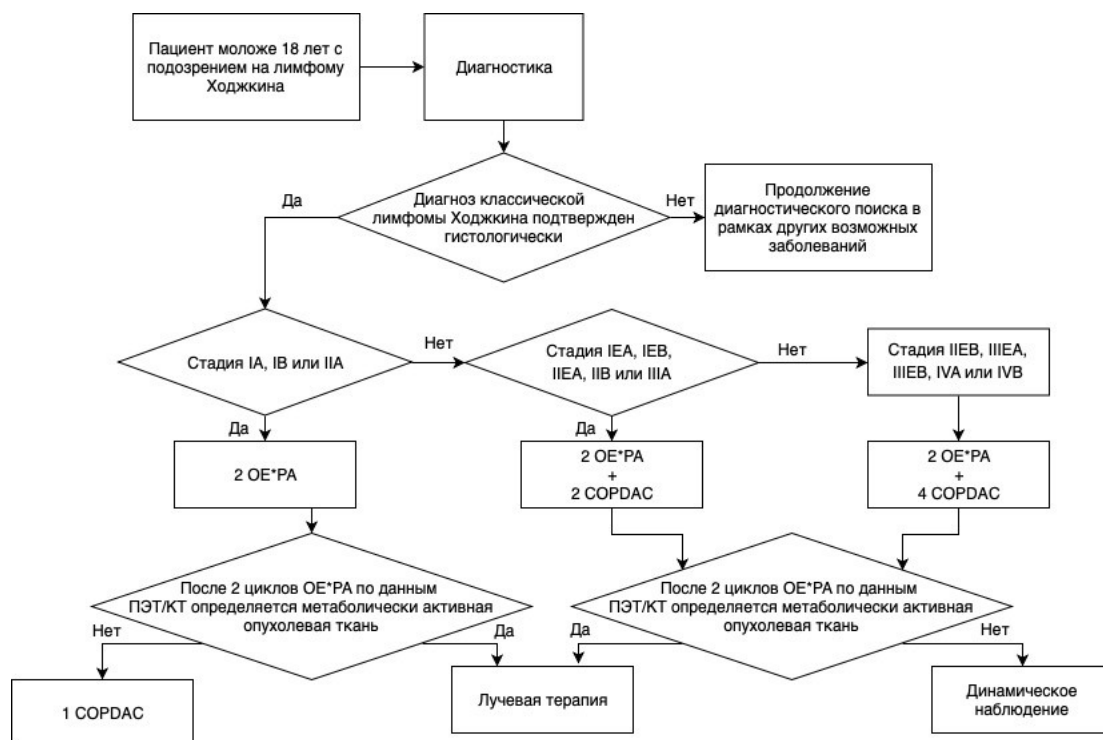 Пациент моложе 18 лет с
подозрением на лимфому
Ходжкина
Диагностика
Диагноз классической
лимфомы Ходжкина подтвержден
гистологически
Да
Нет
Продолжение
диагностического поиска в
рамках других возможных
заболеваний
Стадия IA, IB или IIA
Нет
Стадия IEA, IEB,
IIEA, IIB или IIIA
Нет
Стадия IIEB, IIIEA,
IIIEB, IVA или IVB
Да
Да
2 OE*PA
2 OE*PA
+
2 COPDAC
2 OE*PA
+
4 COPDAC
После 2 циклов OE*PA по данным
ПЭТ/КТ определяется метаболически активная
опухолевая ткань
После 2 циклов OE*PA по данным
ПЭТ/КТ определяется метаболически активная
опухолевая ткань
Нет
Да
Да
Нет
1 COPDAC
Лучевая терапия
Динамическое
наблюдение